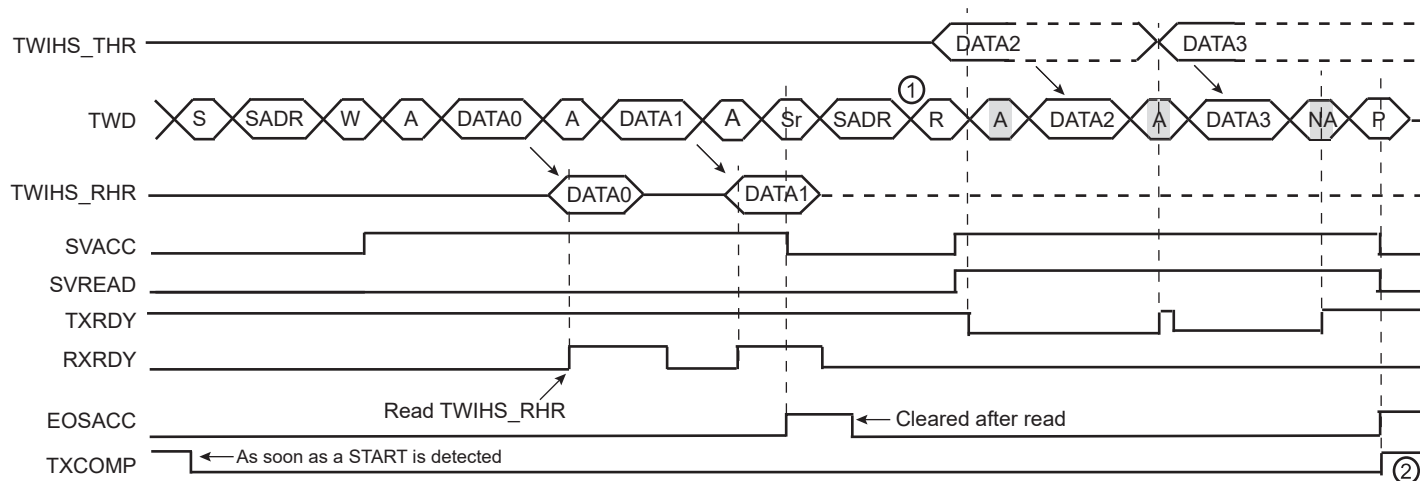 TWIHS_THR DATA2 DATA3
①
TWD S SADR W A DATA0 A DATA1 A Sr SADR R A DATA2 A DATA3 NA P
TWIHS_RHR DATA0 DATA1
SVACC
SVREAD
TXRDY
RXRDY
Read TWIHS_RHR
EOSACC Cleared after read
TXCOMP As soon as a START is detected ②